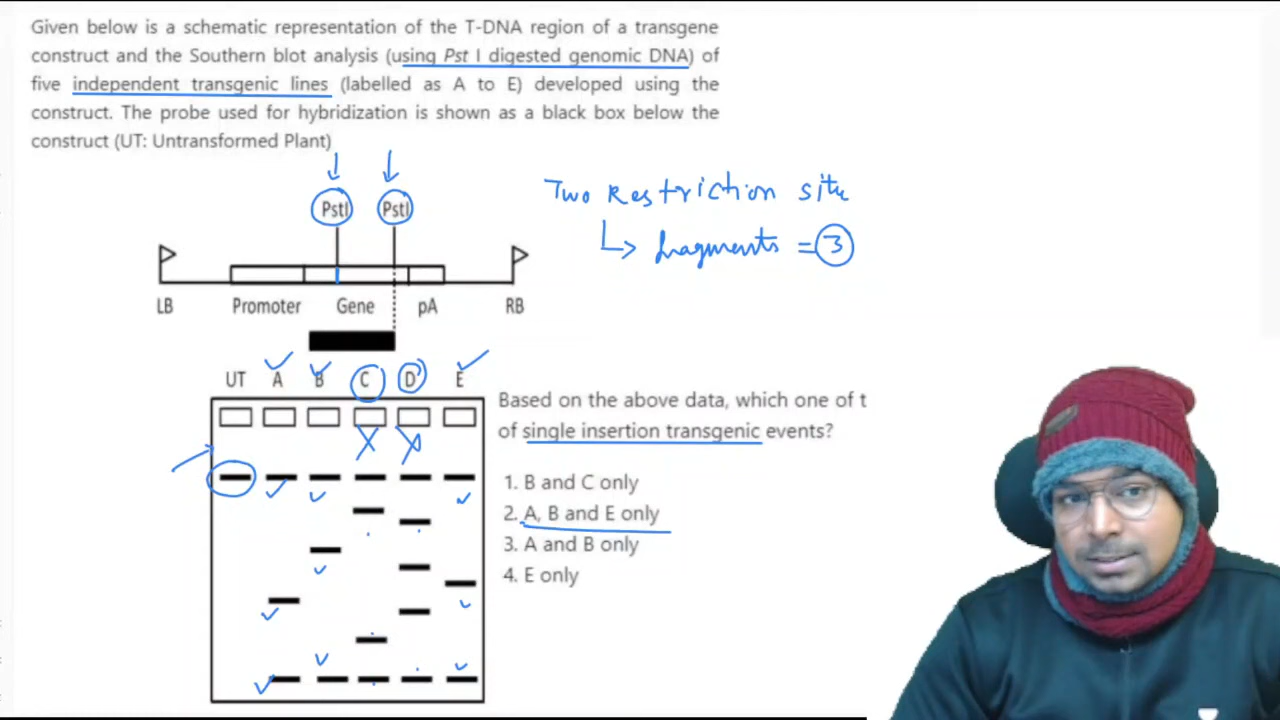 Given below is a schematic representation of the T-DNA region of a transgene
construct and the Southern blot analysis (using Pst I digested genomic DNA) of
five independent transgenic lines (labelled as A to E) developed using the
construct. The probe used for hybridization is shown as a black box below the
construct (UT: Untransformed Plant)
Two Restriction site
fragments = 3
PstI PstI
LB Promoter Gene pA RB
UT A B C D E
Based on the above data, which one of t
of single insertion transgenic events?
1. B and C only
2. A, B and E only
3. A and B only
4. E only